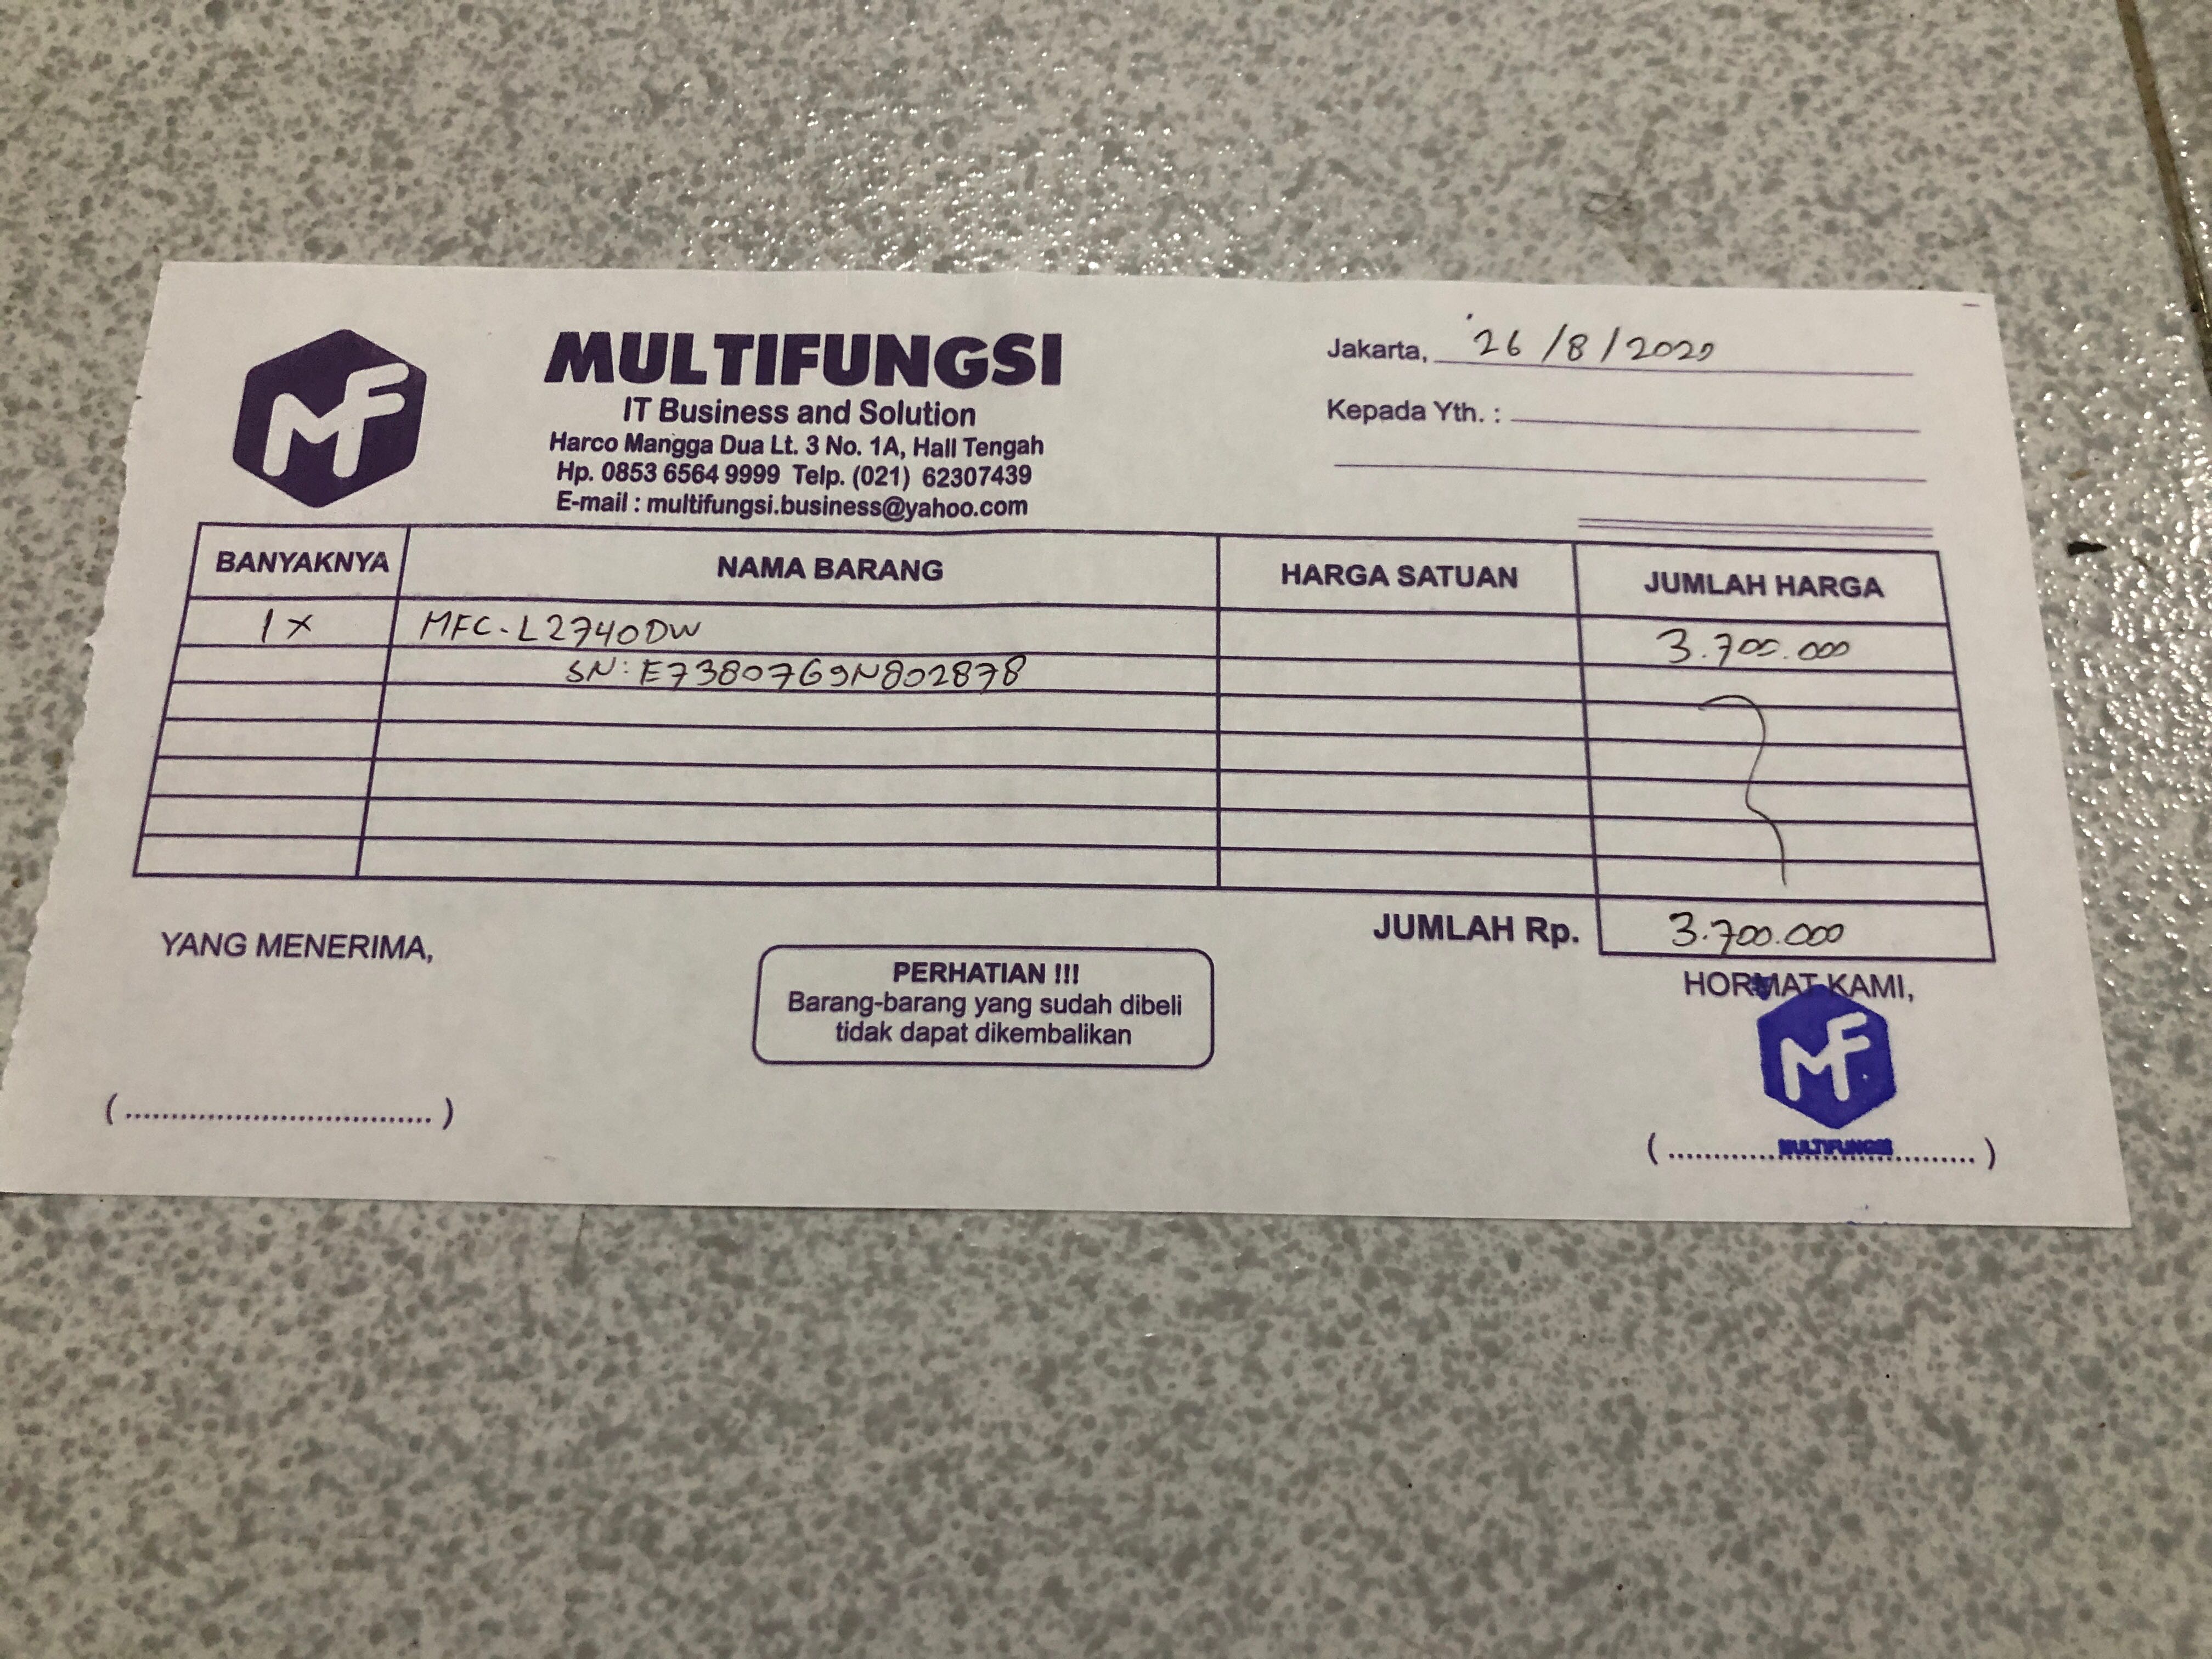 MF
MULTIFUNGSI
IT Business and Solution
Harco Mangga Dua Lt. 3 No. 1A, Hall Tengah
Hp. 0853 6564 9999 Telp. (021) 62307439
E-mail : multifungsi.business@yahoo.com
Jakarta, 26/8/2020
Kepada Yth. :
BANYAKNYA NAMA BARANG HARGA SATUAN JUMLAH HARGA
1X MFC-L2740DW 3.700.000
SN: E73807G9N802878
JUMLAH Rp. 3.700.000
YANG MENERIMA,
PERHATIAN !!!
Barang-barang yang sudah dibeli
tidak dapat dikembalikan
HORMAT KAMI,
MF
MULTIFUNGSI
(..................................)
(..................................)